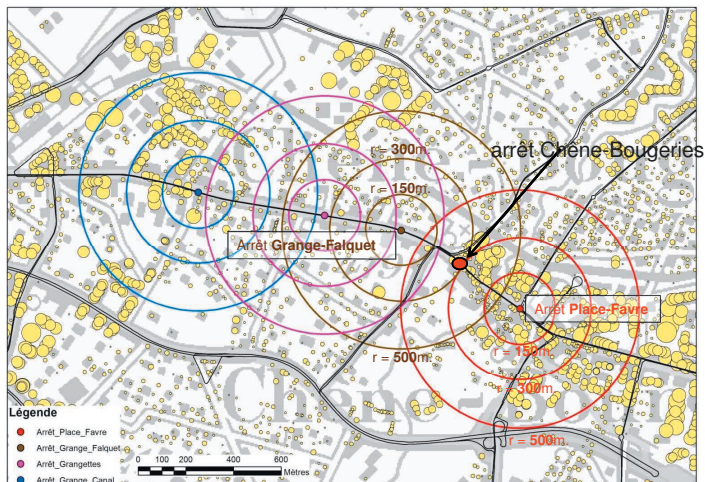 r = 300m.
arrêt Chêne-Bougeries
r = 150m.
Arrêt Grange-Falquet
Arrêt Place-Favre
r = 150m.
r = 500m.
r = 300m.
r = 500m.
Chêne-
Légende
Arrêt_Place_Favre
Arrêt_Grange_Falquet
Arrêt_Grangettes
Arrêt_Grange_Canal
0 100 200 400 600
Mètres